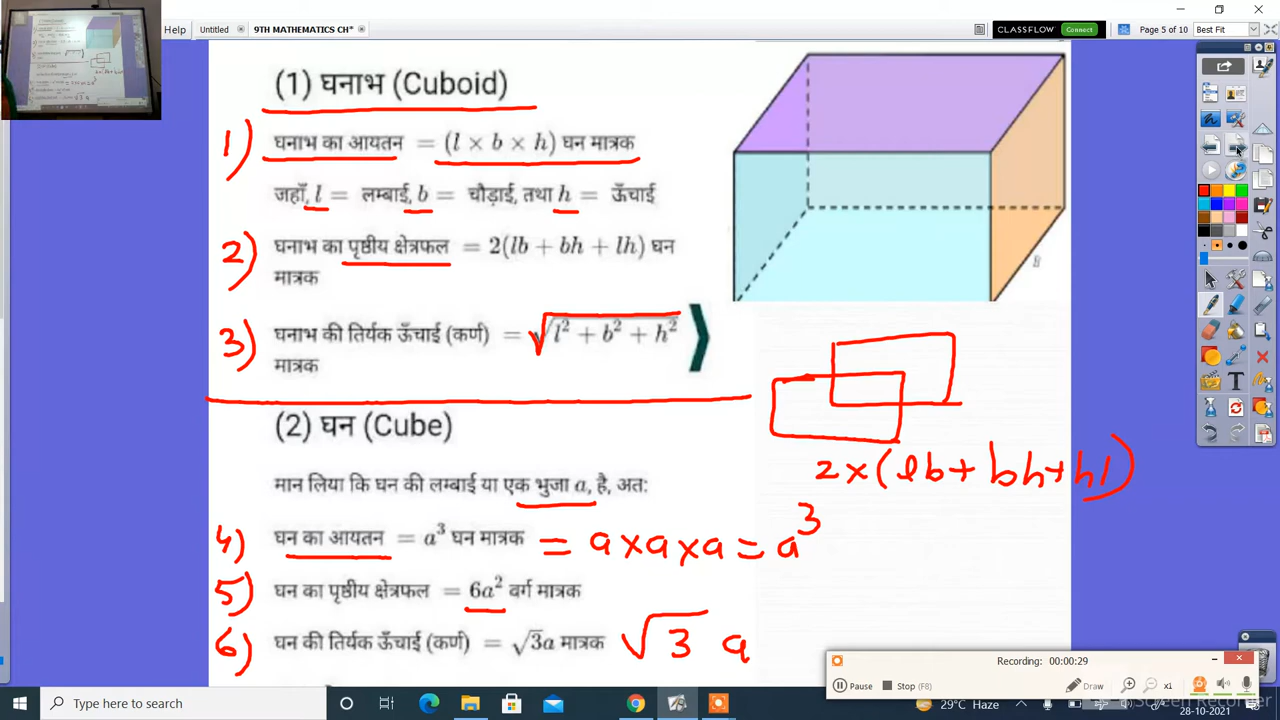 Help Untitled 9TH MATHEMATICS CH* CLASSFLOW Connect Page 5 of 10 Best Fit
(1) घनाभ (Cuboid)
1) घनाभ का आयतन = (l × b × h) घन मात्रक
जहाँ, l = लम्बाई, b = चौड़ाई, तथा h = ऊँचाई
2) घनाभ का पृष्ठीय क्षेत्रफल = 2(lb + bh + lh) घन
मात्रक
3) घनाभ की तिर्यक ऊँचाई (कर्ण) = √l² + b² + h²
मात्रक
2×(lb+bh+hl)
(2) घन (Cube)
मान लिया कि घन की लम्बाई या एक भुजा a, है, अत:
4) घन का आयतन = a³ घन मात्रक = a×a×a = a³
5) घन का पृष्ठीय क्षेत्रफल = 6a² वर्ग मात्रक
6) घन की तिर्यक ऊँचाई (कर्ण) = √3a मात्रक √3 a
Recording: 00:00:29
Pause Stop (F8) Draw x1
Type here to search 29°C Haze 28-10-2021